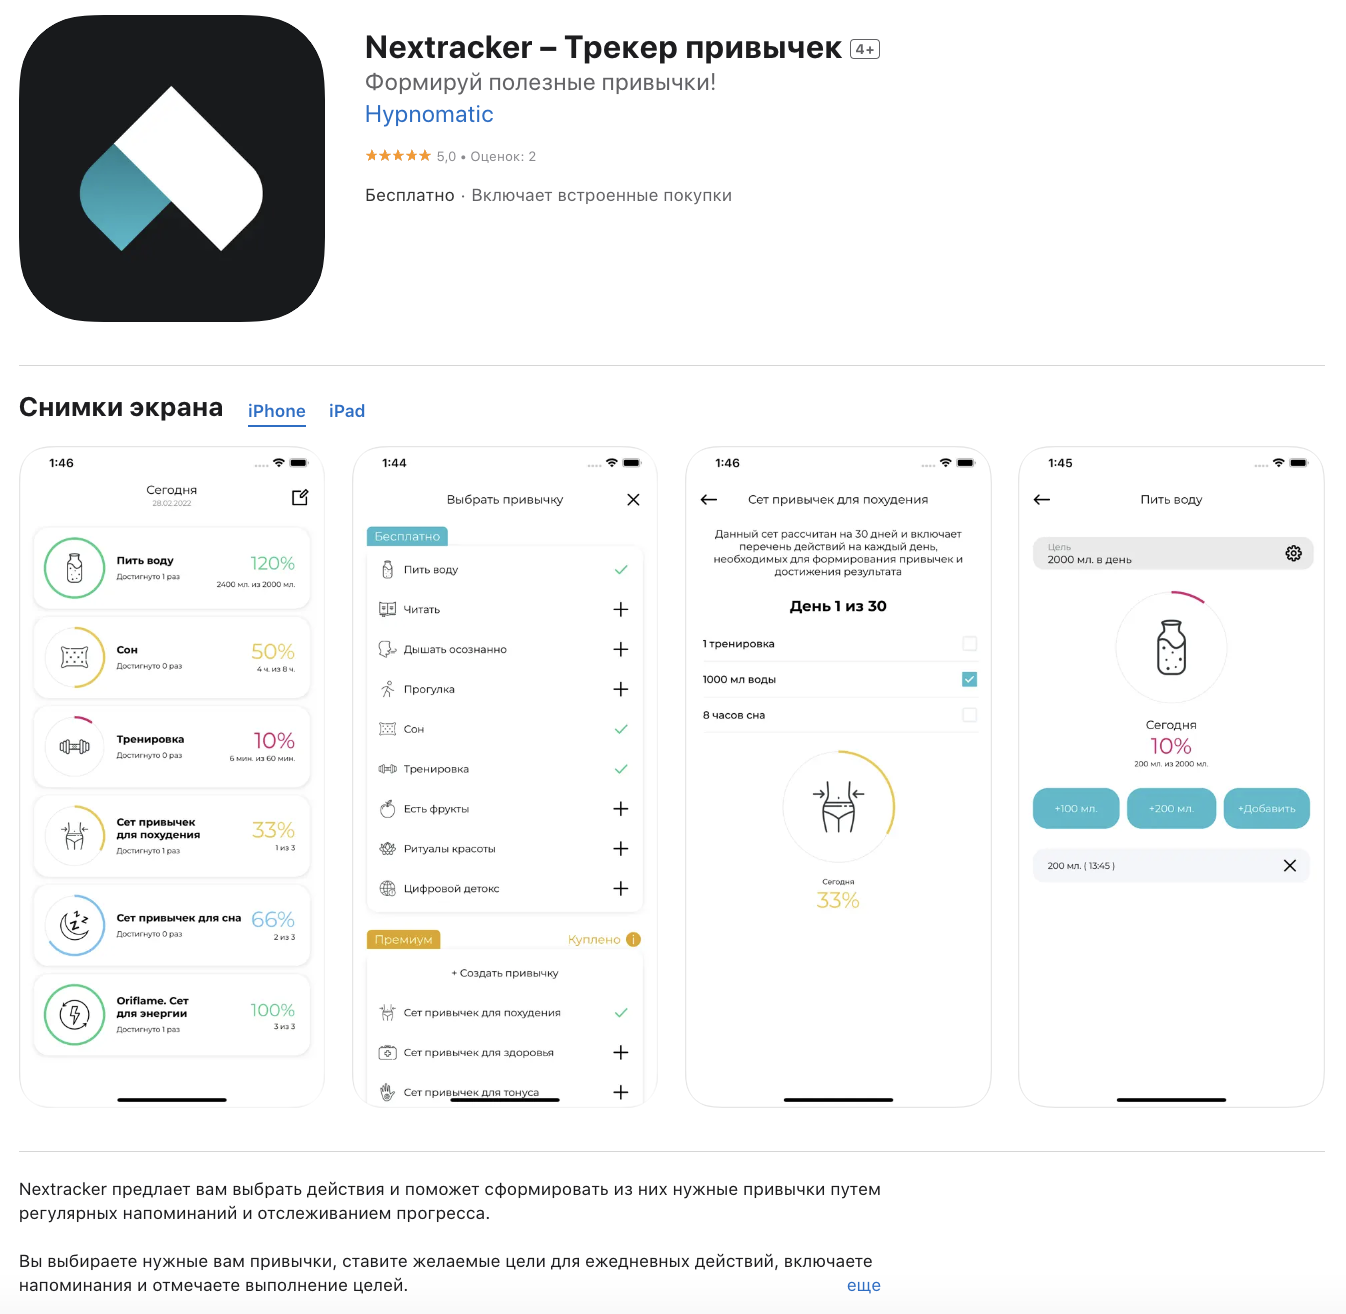 Nextracker – Трекер привычек 4+
Формируй полезные привычки!
Hypnomatic
★★★★★ 5,0 • Оценок: 2
Бесплатно · Включает встроенные покупки
Снимки экрана iPhone iPad
1:46
Сегодня
28.02.2022
Пить воду
Достигнуто 1 раз
120%
2400 мл. из 2000 мл.
Сон
Достигнуто 0 раз
50%
4 ч. из 8 ч.
Тренировка
Достигнуто 0 раз
10%
6 мин. из 60 мин.
Сет привычек
для похудения
Достигнуто 1 раз
33%
1 из 3
Сет привычек для сна
Достигнуто 0 раз
66%
2 из 3
Oriflame. Сет
для энергии
Достигнуто 1 раз
100%
3 из 3
1:44
Выбрать привычку
Бесплатно
Пить воду
Читать
Дышать осознанно
Прогулка
Сон
Тренировка
Есть фрукты
Ритуалы красоты
Цифровой детокс
Премиум
Куплено i
+ Создать привычку
Сет привычек для похудения
Сет привычек для здоровья
Сет привычек для тонуса
1:46
Сет привычек для похудения
Данный сет рассчитан на 30 дней и включает
перечень действий на каждый день,
необходимых для формирования привычек и
достижения результата
День 1 из 30
1 тренировка
1000 мл воды
8 часов сна
Сегодня
33%
1:45
Пить воду
Цель
2000 мл. в день
Сегодня
10%
200 мл. из 2000 мл.
+100 мл.
+200 мл.
+Добавить
200 мл. ( 13:45 )
Nextracker предлает вам выбрать действия и поможет сформировать из них нужные привычки путем
регулярных напоминаний и отслеживанием прогресса.
Вы выбираете нужные вам привычки, ставите желаемые цели для ежедневных действий, включаете
напоминания и отмечаете выполнение целей.
еще